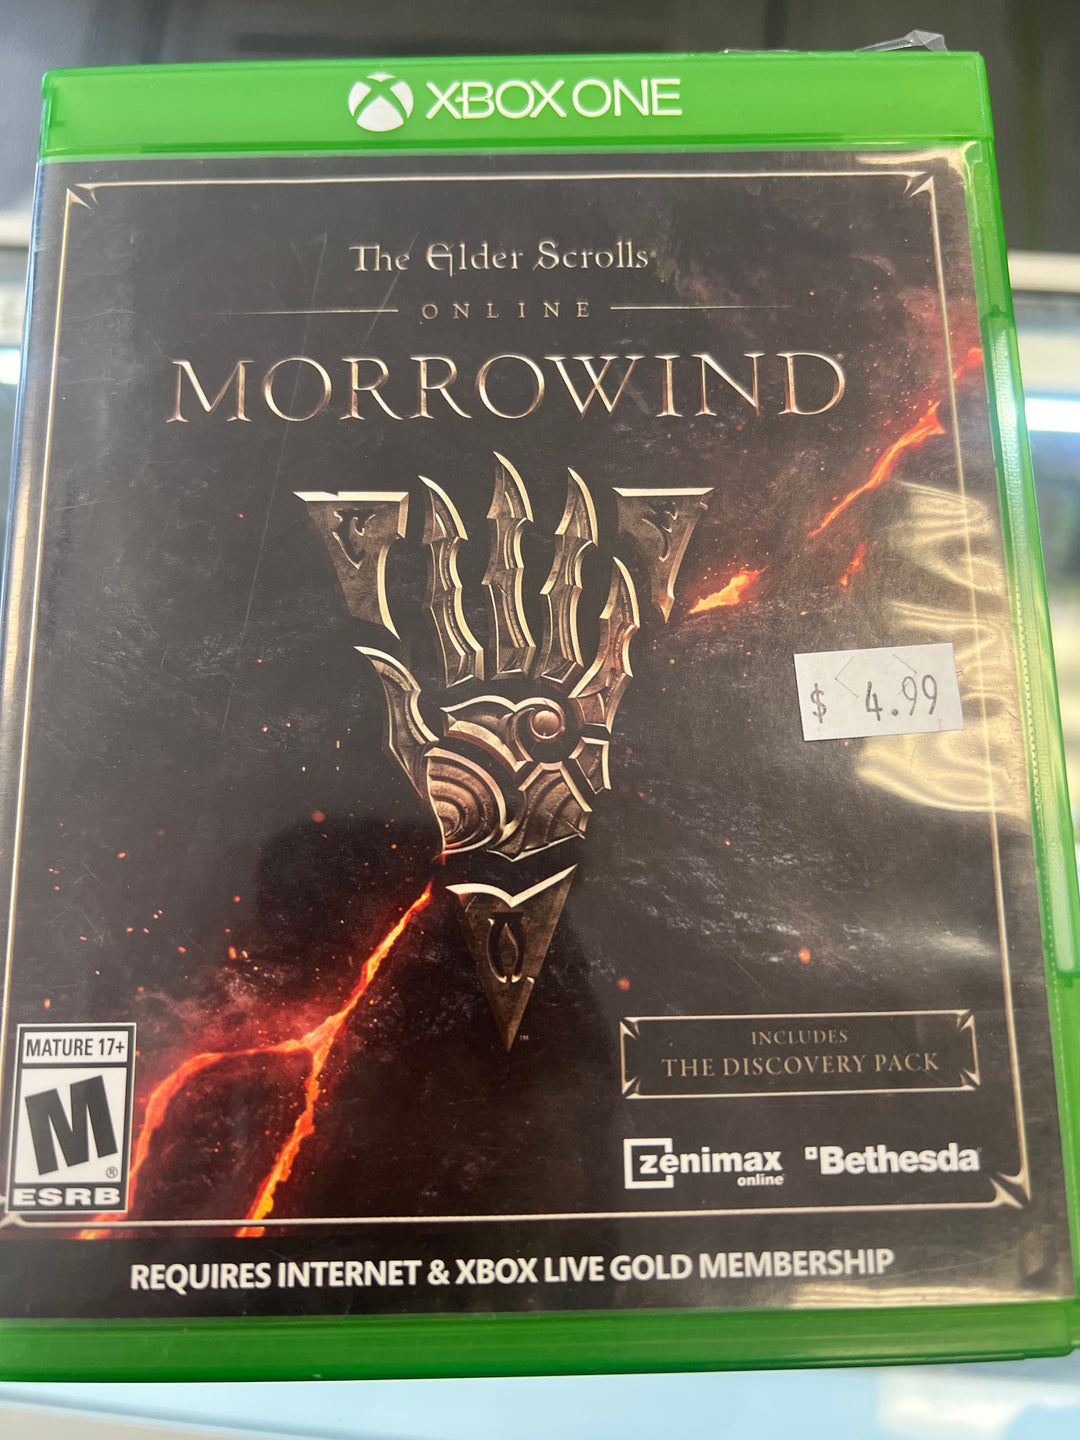 XBOX ONE
The Elder Scrolls®
ONLINE
MORROWIND®
$ 4.99
™
INCLUDES
THE DISCOVERY PACK
MATURE 17+
M
®
ESRB
zenimax
online®
Bethesda®
REQUIRES INTERNET & XBOX LIVE GOLD MEMBERSHIP